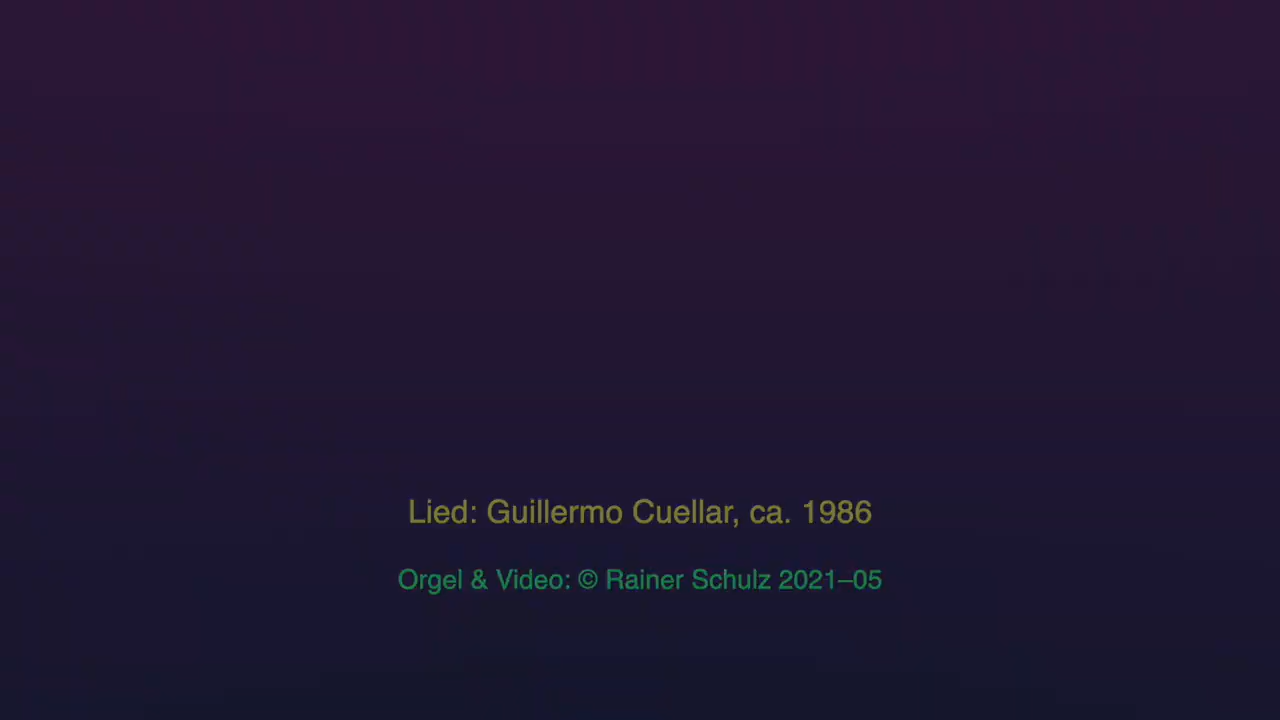 Lied: Guillermo Cuellar, ca. 1986
Orgel & Video: © Rainer Schulz 2021–05